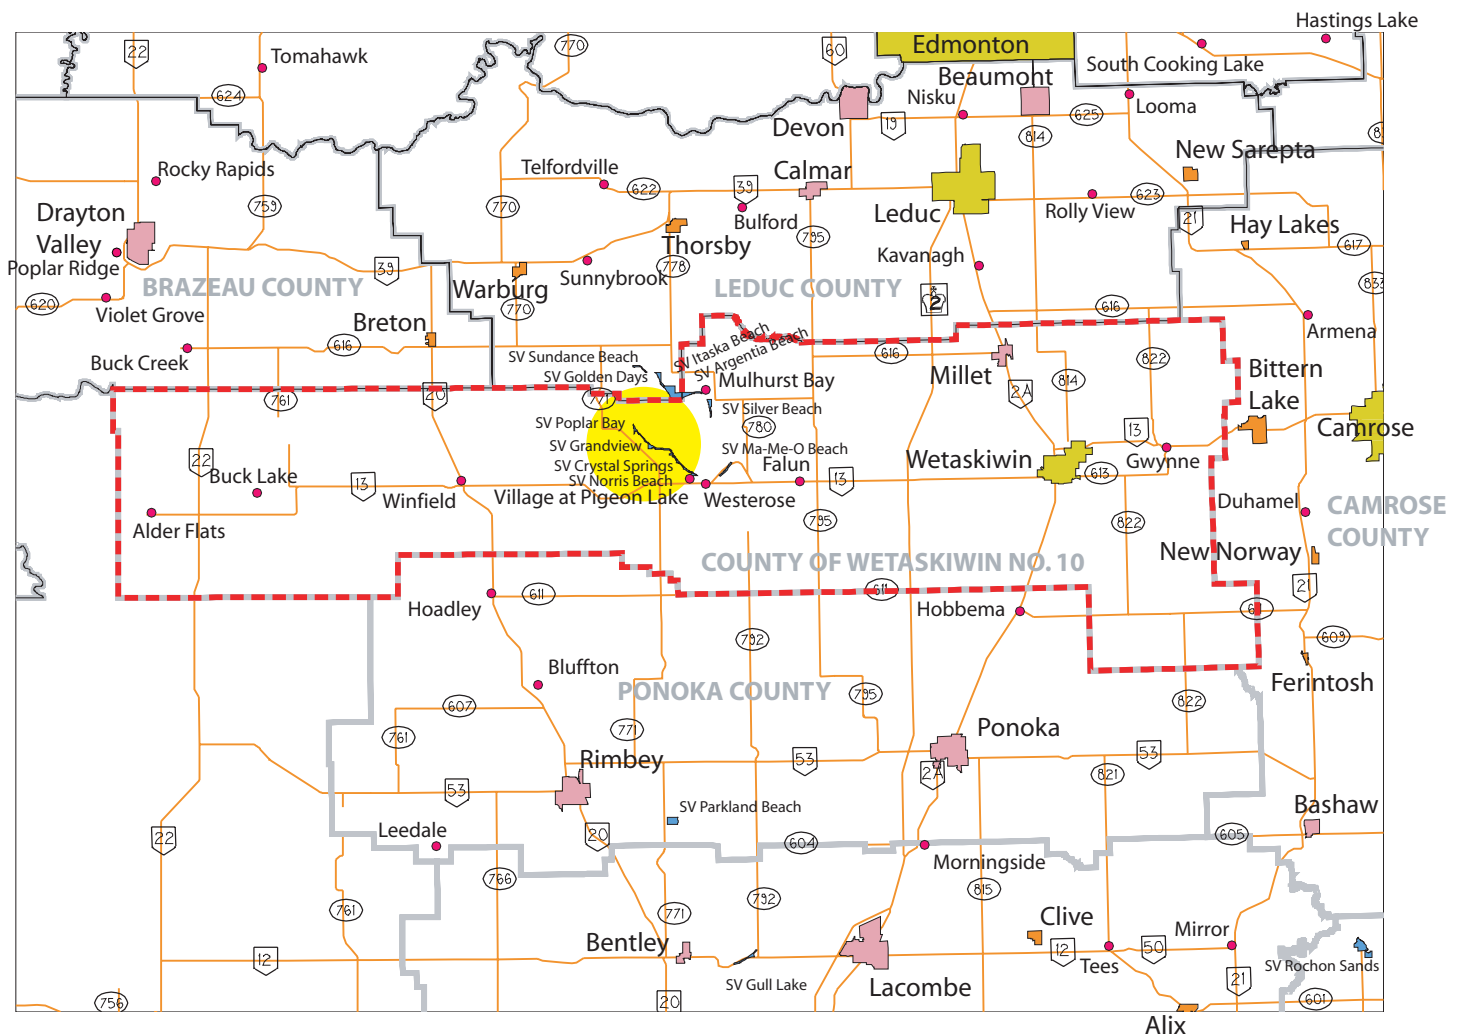 Hastings Lake
22
Tomahawk
770
60
Edmonton
South Cooking Lake
Beaumont
Nisku
624
Looma
Devon
19
625
814
New Sarepta
Rocky Rapids
Telfordville
622
39
Calmar
623
Drayton
Valley
759
770
Bulford
Leduc
Rolly View
21
Hay Lakes
Thorsby
795
617
Poplar Ridge
39
Sunnybrook
778
Kavanagh
BRAZEAU COUNTY
Warburg
LEDUC COUNTY
2
833
620
Violet Grove
770
616
Breton
Armena
616
SV Itaska Beach
SV Argentia Beach
Buck Creek
SV Sundance Beach
616
822
Bittern
Lake
SV Golden Days
Mulhurst Bay
Millet
814
2A
761
20
771
SV Silver Beach
SV Poplar Bay
780
13
Camrose
SV Grandview
SV Ma-Me-O Beach
22
Buck Lake
SV Crystal Springs
Falun
Wetaskiwin
Gwynne
613
13
SV Norris Beach
13
Winfield
Village at Pigeon Lake
Westerose
Duhamel
CAMROSE
COUNTY
Alder Flats
795
822
New Norway
COUNTY OF WETASKIWIN NO. 10
21
611
611
Hoadley
Hobbema
611
792
609
Bluffton
PONOKA COUNTY
Ferintosh
607
795
822
761
771
Ponoka
Rimbey
53
53
2A
821
53
SV Parkland Beach
Bashaw
22
Leedale
20
604
605
Morningside
766
815
761
771
792
Clive
Bentley
12
50
Mirror
12
Tees
SV Rochon Sands
SV Gull Lake
Lacombe
21
756
20
601
Alix